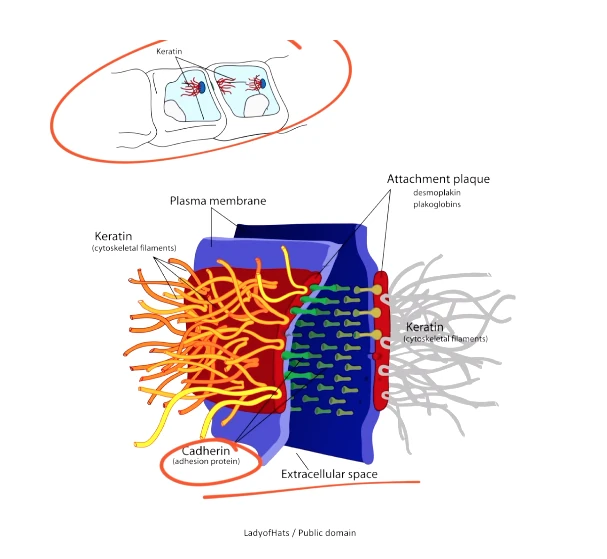 Keratin
Attachment plaque
desmoplakin
plakoglobins
Plasma membrane
Keratin
(cytoskeletal filaments)
Keratin
(cytoskeletal filaments)
Cadherin
(adhesion protein)
Extracellular space
LadyofHats / Public domain